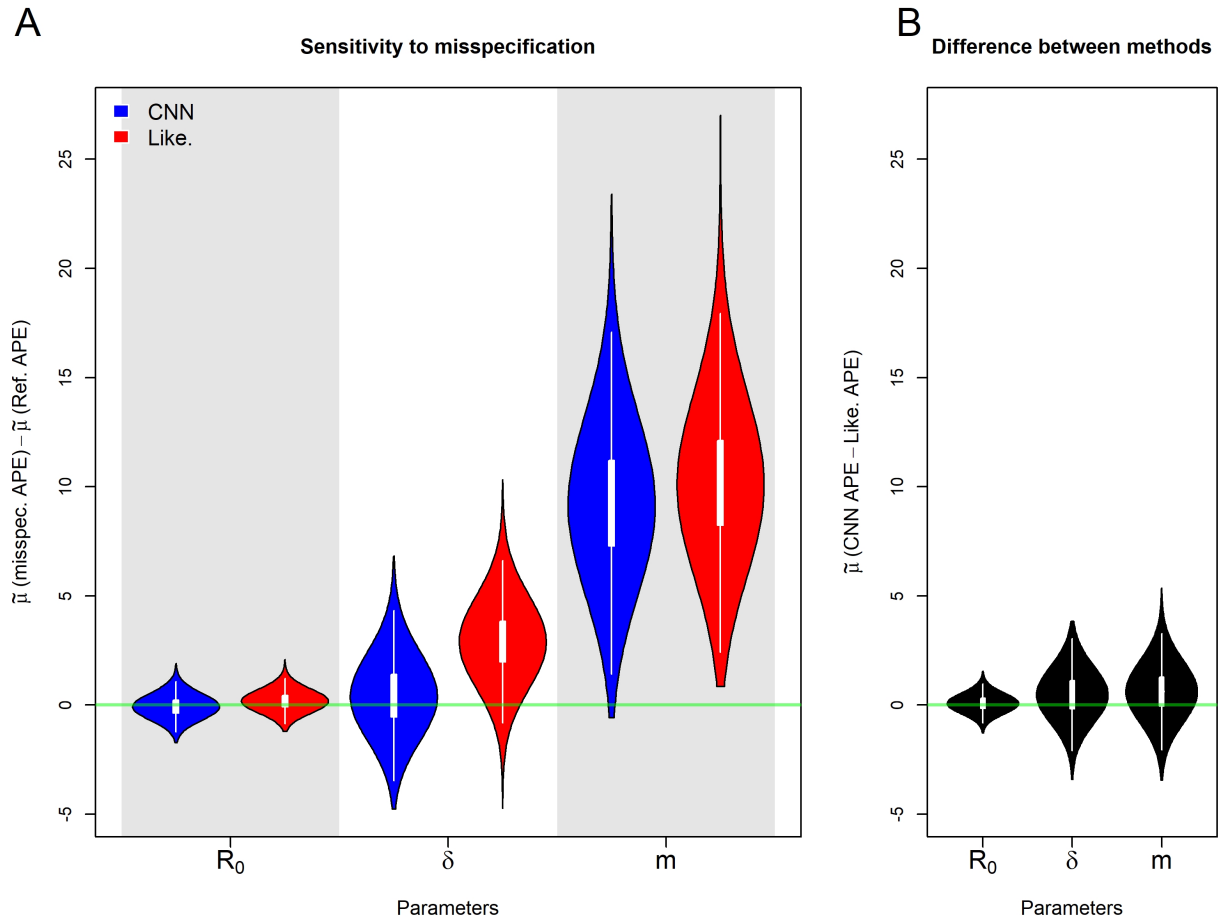 A
Sensitivity to misspecification
CNN
Like.
μ̃ (misspec. APE) − μ̃ (Ref. APE)
25
20
15
10
5
0
-5
R₀ δ m
Parameters
B
Difference between methods
μ̃ (CNN APE − Like. APE)
25
20
15
10
5
0
-5
R₀ δ m
Parameters